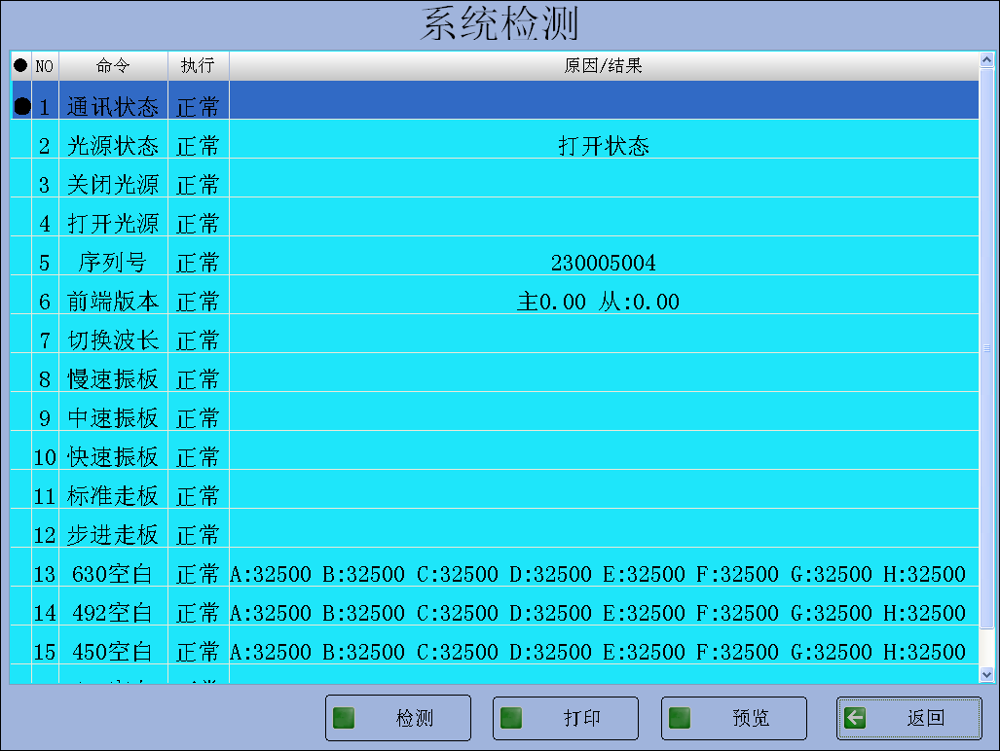 系统检测
NO 命令 执行 原因/结果
1 通讯状态 正常
2 光源状态 正常 打开状态
3 关闭光源 正常
4 打开光源 正常
5 序列号 正常 230005004
6 前端版本 正常 主0.00 从:0.00
7 切换波长 正常
8 慢速振板 正常
9 中速振板 正常
10 快速振板 正常
11 标准走板 正常
12 步进走板 正常
13 630空白 正常 A:32500 B:32500 C:32500 D:32500 E:32500 F:32500 G:32500 H:32500
14 492空白 正常 A:32500 B:32500 C:32500 D:32500 E:32500 F:32500 G:32500 H:32500
15 450空白 正常 A:32500 B:32500 C:32500 D:32500 E:32500 F:32500 G:32500 H:32500
检测 打印 预览 返回